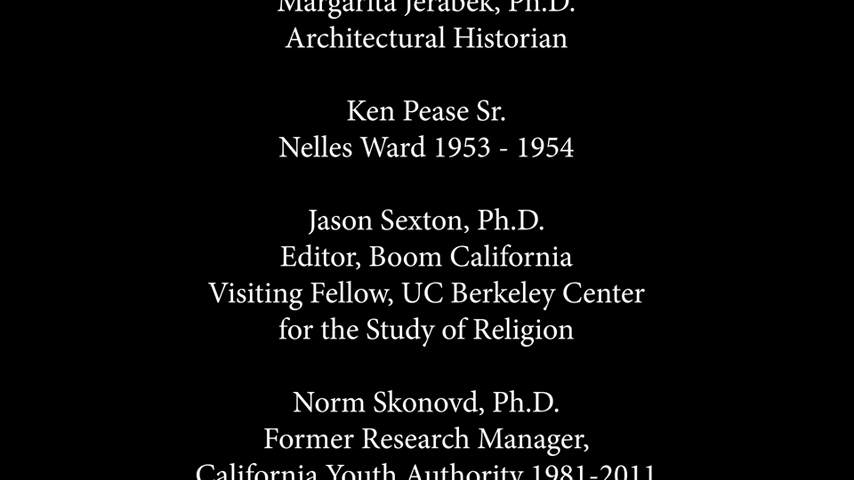 Margarita Jerabek, Ph.D.
Architectural Historian
Ken Pease Sr.
Nelles Ward 1953 - 1954
Jason Sexton, Ph.D.
Editor, Boom California
Visiting Fellow, UC Berkeley Center
for the Study of Religion
Norm Skonovd, Ph.D.
Former Research Manager,
California Youth Authority 1981-2011